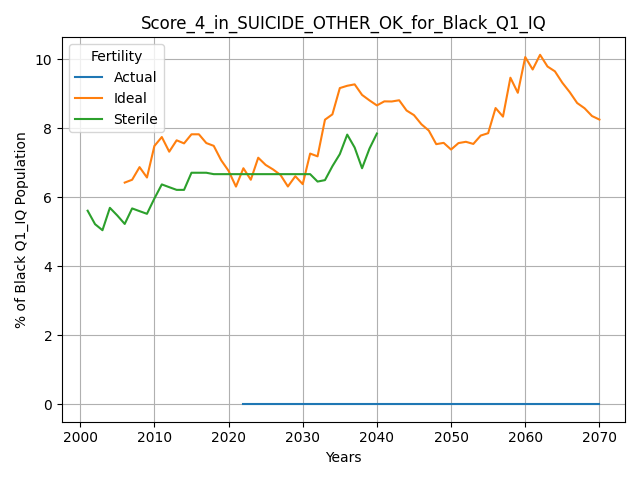 Score_4_in_SUICIDE_OTHER_OK_for_Black_Q1_IQ
Fertility
Actual
Ideal
Sterile
% of Black Q1_IQ Population
10
8
6
4
2
0
2000 2010 2020 2030 2040 2050 2060 2070
Years